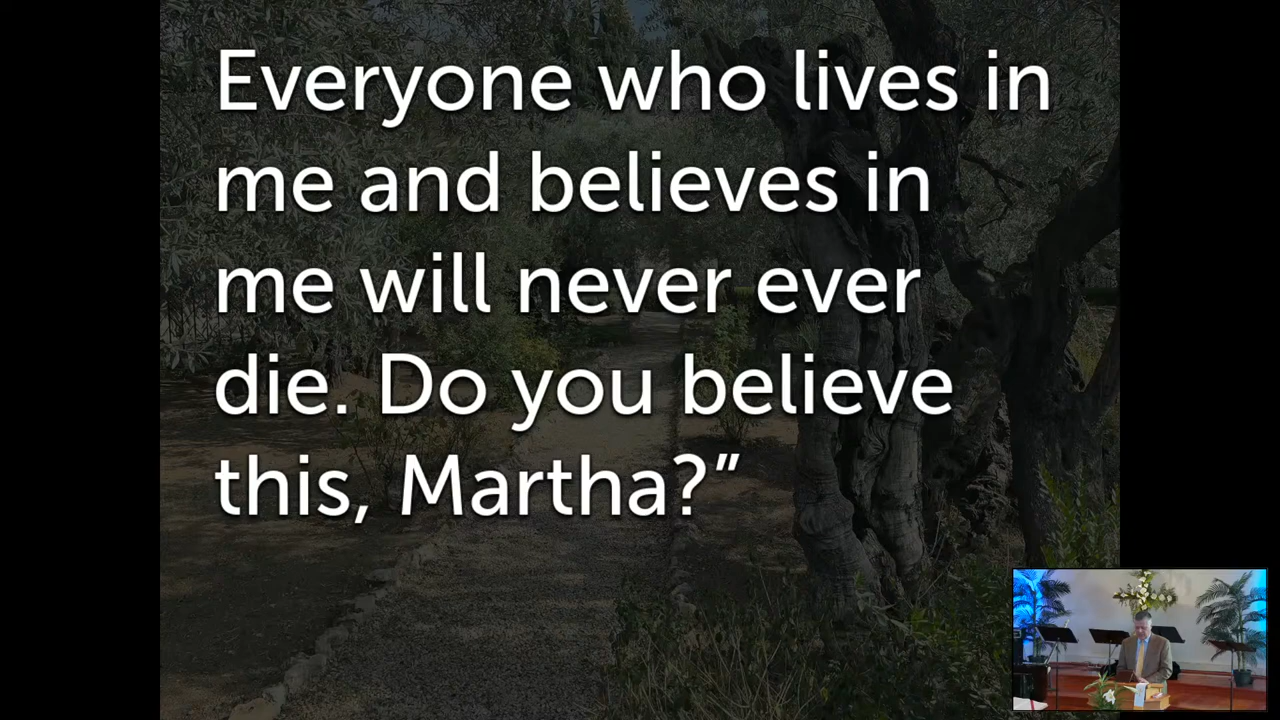 Everyone who lives in
me and believes in
me will never ever
die. Do you believe
this, Martha?”